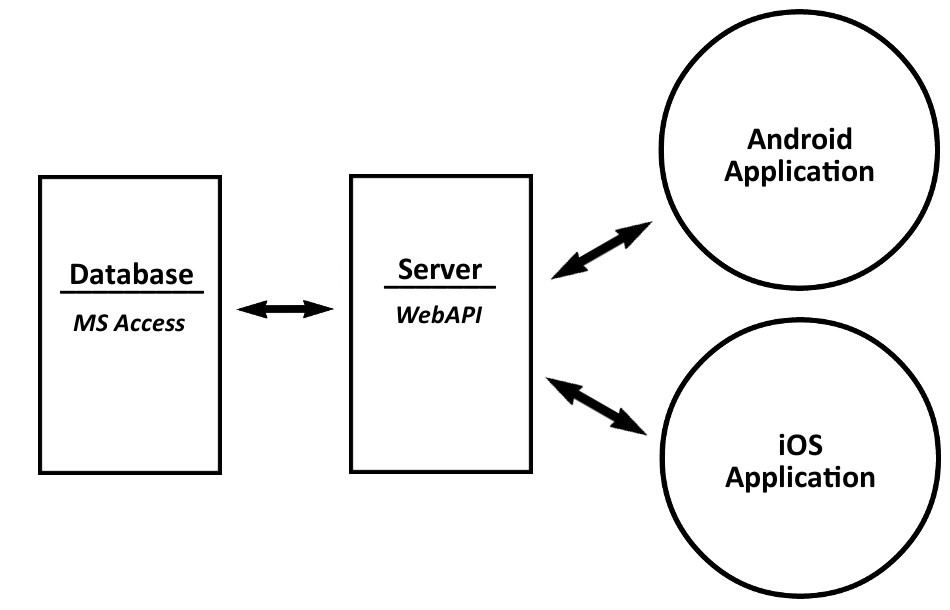 Database
MS Access
Server
WebAPI
Android
Application
iOS
Application